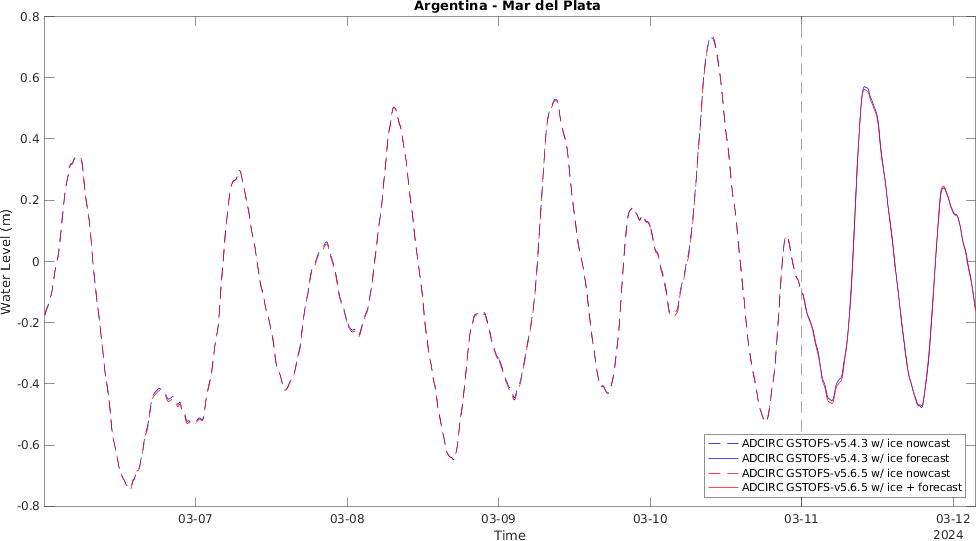 Argentina - Mar del Plata
0.8
0.6
0.4
0.2
0
-0.2
-0.4
-0.6
-0.8
Water Level (m)
03-07
03-08
03-09
03-10
03-11
03-12
Time
2024
ADCIRC GSTOFS-v5.4.3 w/ ice nowcast
ADCIRC GSTOFS-v5.4.3 w/ ice forecast
ADCIRC GSTOFS-v5.6.5 w/ ice nowcast
ADCIRC GSTOFS-v5.6.5 w/ ice + forecast